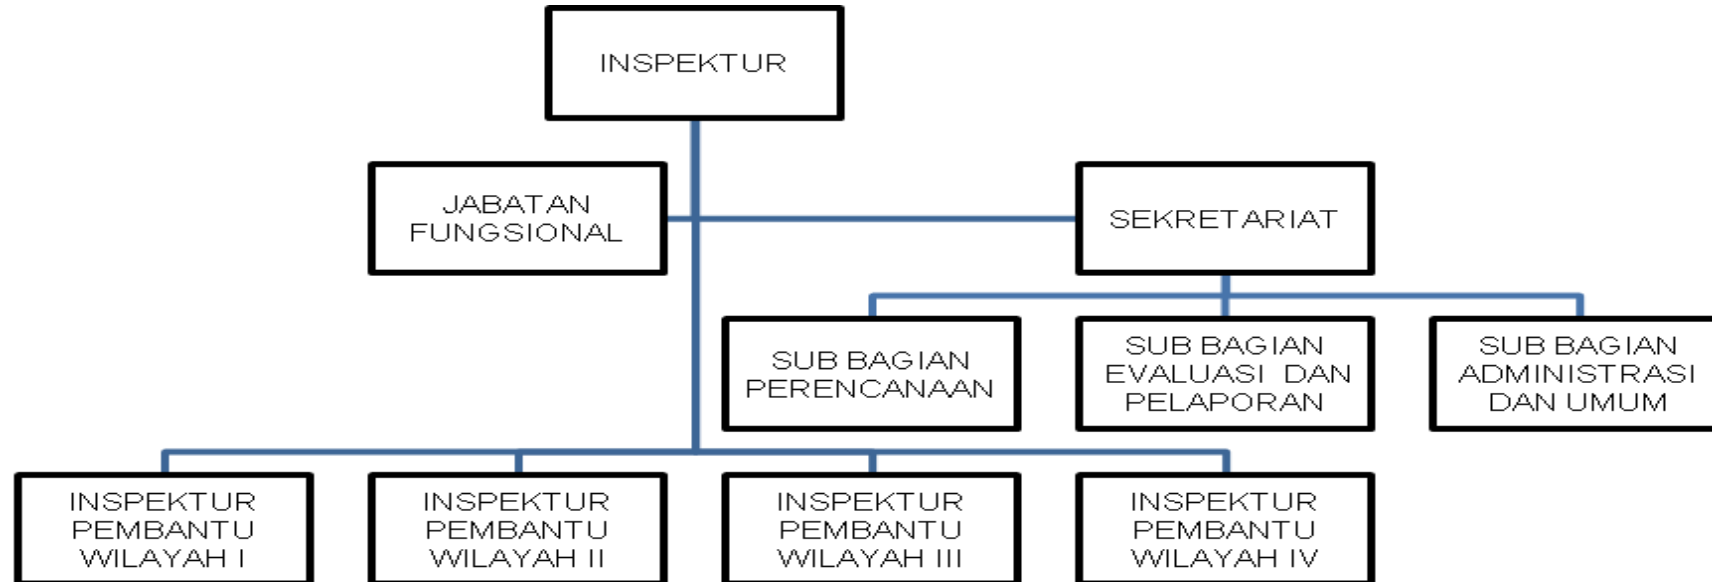 INSPEKTUR
JABATAN
FUNGSIONAL
SEKRETARIAT
SUB BAGIAN
PERENCANAAN
SUB BAGIAN
EVALUASI DAN
PELAPORAN
SUB BAGIAN
ADMINISTRASI
DAN UMUM
INSPEKTUR
PEMBANTU
WILAYAH I
INSPEKTUR
PEMBANTU
WILAYAH II
INSPEKTUR
PEMBANTU
WILAYAH III
INSPEKTUR
PEMBANTU
WILAYAH IV